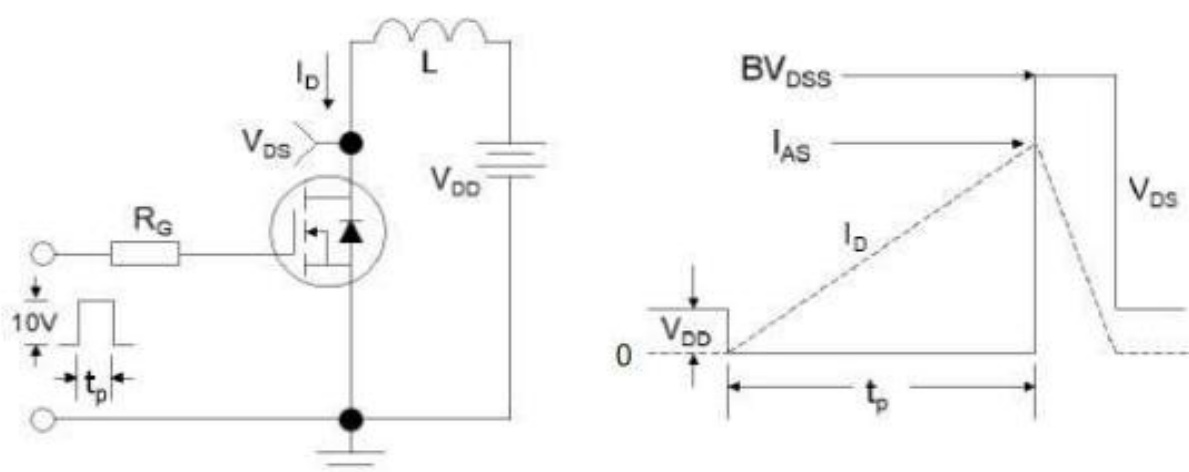 L
I_D
V_DS
V_DD
R_G
10V
t_p
BV_DSS
I_AS
V_DS
I_D
V_DD
0
t_p